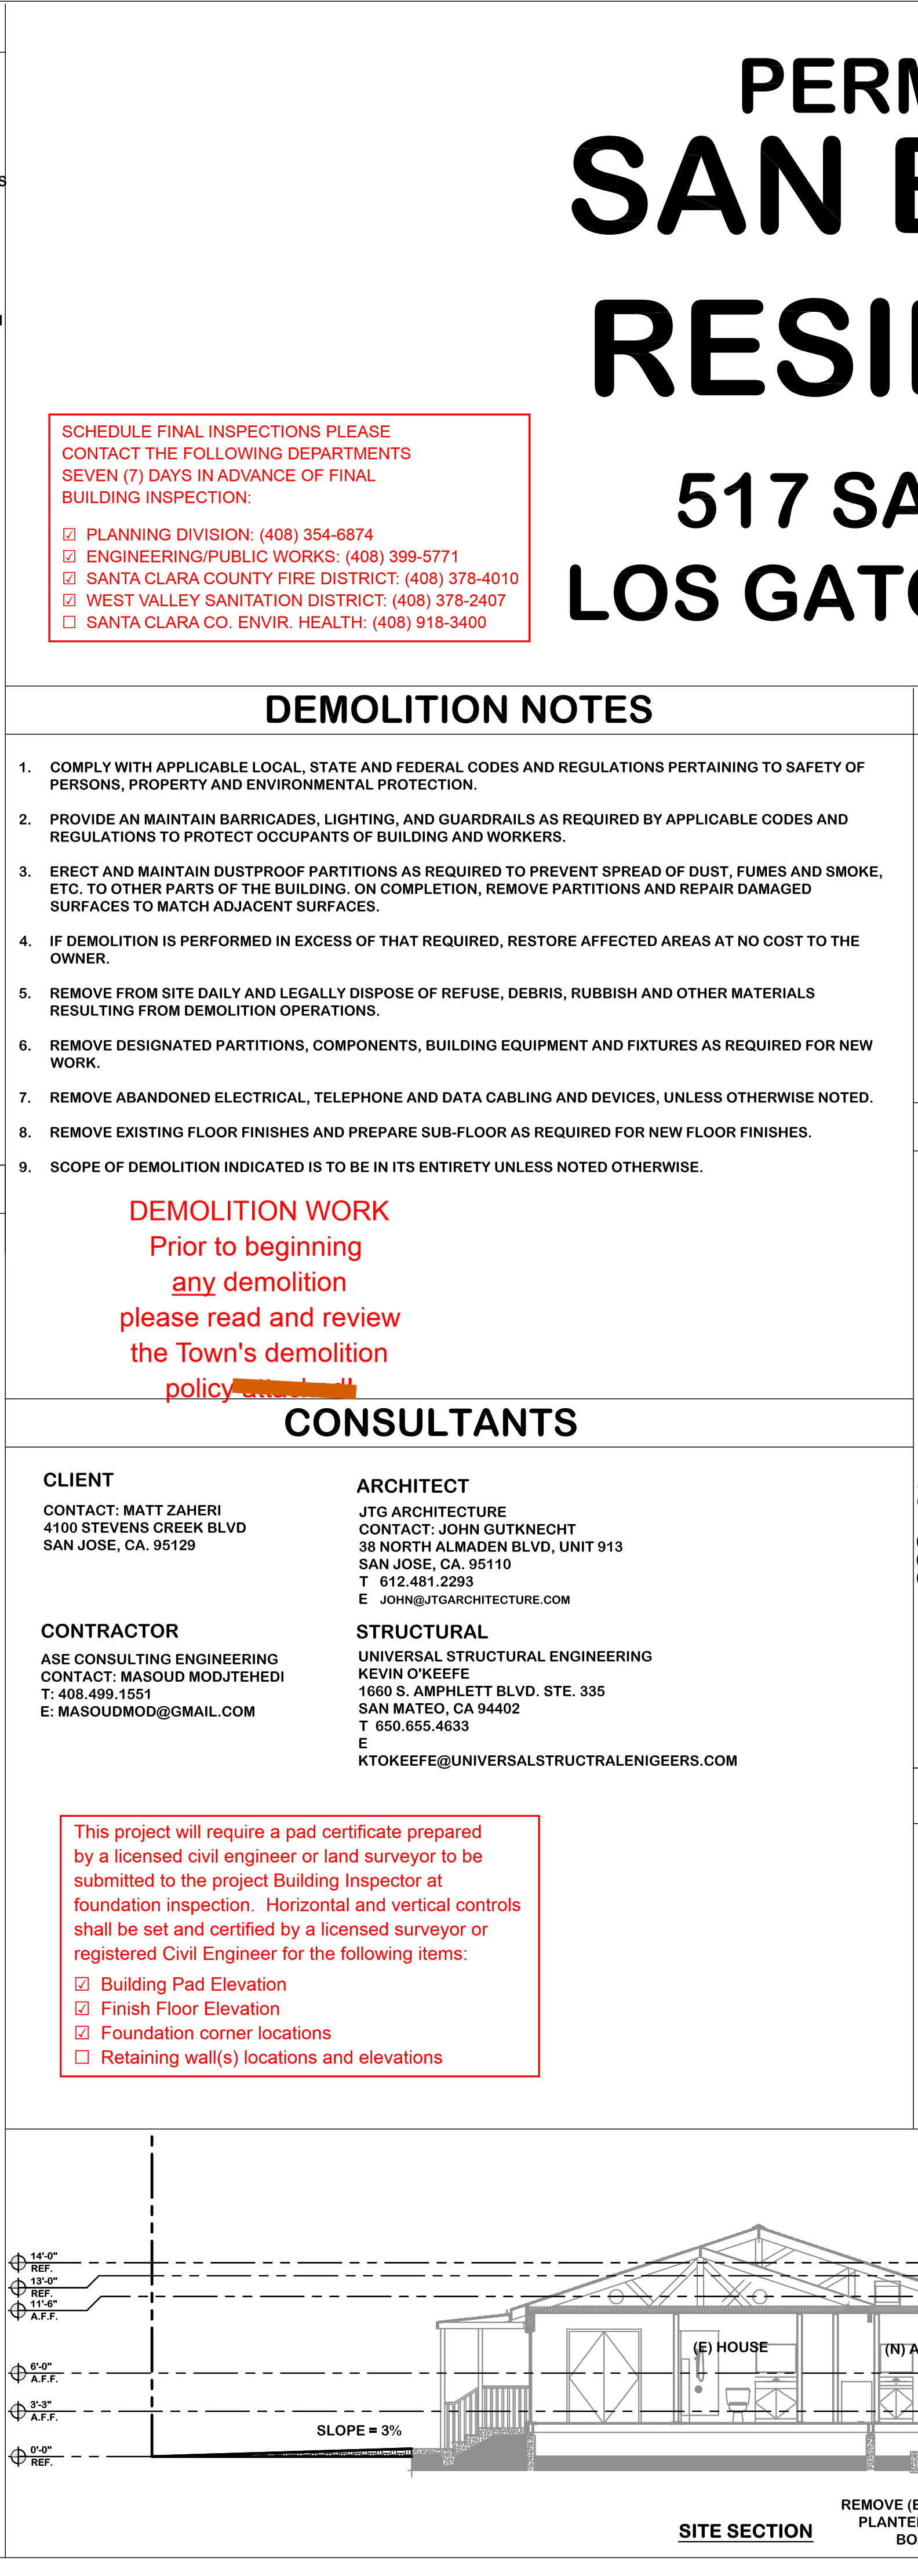 PERM
SAN
RESI
517 SA
LOS GAT
SCHEDULE FINAL INSPECTIONS PLEASE
CONTACT THE FOLLOWING DEPARTMENTS
SEVEN (7) DAYS IN ADVANCE OF FINAL
BUILDING INSPECTION:
☑ PLANNING DIVISION: (408) 354-6874
☑ ENGINEERING/PUBLIC WORKS: (408) 399-5771
☑ SANTA CLARA COUNTY FIRE DISTRICT: (408) 378-4010
☑ WEST VALLEY SANITATION DISTRICT: (408) 378-2407
☐ SANTA CLARA CO. ENVIR. HEALTH: (408) 918-3400
DEMOLITION NOTES
1. COMPLY WITH APPLICABLE LOCAL, STATE AND FEDERAL CODES AND REGULATIONS PERTAINING TO SAFETY OF
PERSONS, PROPERTY AND ENVIRONMENTAL PROTECTION.
2. PROVIDE AN MAINTAIN BARRICADES, LIGHTING, AND GUARDRAILS AS REQUIRED BY APPLICABLE CODES AND
REGULATIONS TO PROTECT OCCUPANTS OF BUILDING AND WORKERS.
3. ERECT AND MAINTAIN DUSTPROOF PARTITIONS AS REQUIRED TO PREVENT SPREAD OF DUST, FUMES AND SMOKE,
ETC. TO OTHER PARTS OF THE BUILDING. ON COMPLETION, REMOVE PARTITIONS AND REPAIR DAMAGED
SURFACES TO MATCH ADJACENT SURFACES.
4. IF DEMOLITION IS PERFORMED IN EXCESS OF THAT REQUIRED, RESTORE AFFECTED AREAS AT NO COST TO THE
OWNER.
5. REMOVE FROM SITE DAILY AND LEGALLY DISPOSE OF REFUSE, DEBRIS, RUBBISH AND OTHER MATERIALS
RESULTING FROM DEMOLITION OPERATIONS.
6. REMOVE DESIGNATED PARTITIONS, COMPONENTS, BUILDING EQUIPMENT AND FIXTURES AS REQUIRED FOR NEW
WORK.
7. REMOVE ABANDONED ELECTRICAL, TELEPHONE AND DATA CABLING AND DEVICES, UNLESS OTHERWISE NOTED.
8. REMOVE EXISTING FLOOR FINISHES AND PREPARE SUB-FLOOR AS REQUIRED FOR NEW FLOOR FINISHES.
9. SCOPE OF DEMOLITION INDICATED IS TO BE IN ITS ENTIRETY UNLESS NOTED OTHERWISE.
DEMOLITION WORK
Prior to beginning
any demolition
please read and review
the Town's demolition
policy
CONSULTANTS
CLIENT
CONTACT: MATT ZAHERI
4100 STEVENS CREEK BLVD
SAN JOSE, CA. 95129
ARCHITECT
JTG ARCHITECTURE
CONTACT: JOHN GUTKNECHT
38 NORTH ALMADEN BLVD, UNIT 913
SAN JOSE, CA. 95110
T 612.481.2293
E JOHN@JTGARCHITECTURE.COM
CONTRACTOR
ASE CONSULTING ENGINEERING
CONTACT: MASOUD MODJTEHEDI
T: 408.499.1551
E: MASOUDMOD@GMAIL.COM
STRUCTURAL
UNIVERSAL STRUCTURAL ENGINEERING
KEVIN O'KEEFE
1660 S. AMPHLETT BLVD. STE. 335
SAN MATEO, CA 94402
T 650.655.4633
E
KTOKEEFE@UNIVERSALSTRUCTRALENIGEERS.COM
This project will require a pad certificate prepared
by a licensed civil engineer or land surveyor to be
submitted to the project Building Inspector at
foundation inspection. Horizontal and vertical controls
shall be set and certified by a licensed surveyor or
registered Civil Engineer for the following items:
☑ Building Pad Elevation
☑ Finish Floor Elevation
☑ Foundation corner locations
☐ Retaining wall(s) locations and elevations
14'-0"
REF.
13'-0"
REF.
11'-6"
A.F.F.
(E) HOUSE
(N) A
6'-0"
A.F.F.
3'-3"
A.F.F.
SLOPE = 3%
0'-0"
REF.
REMOVE (E
PLANTE
BO
SITE SECTION